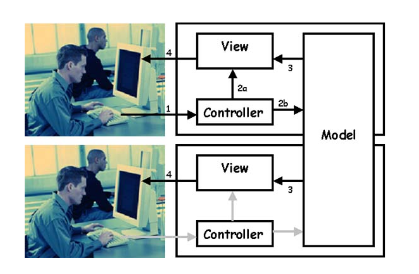 4
View
3
2a
1
Controller
2b
Model
4
View
3
Controller